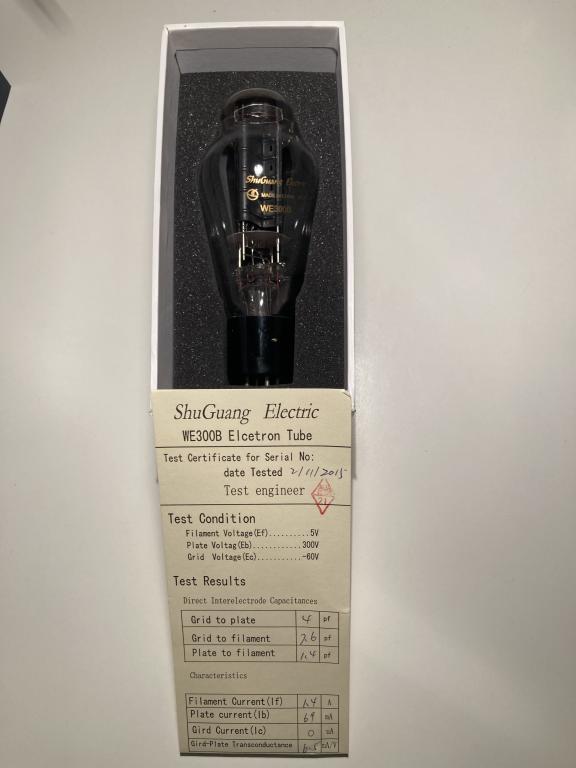 ShuGuang Electric
MADE IN CHINA
WE300B
ShuGuang Electric
WE300B Elcetron Tube
Test Certificate for Serial No:
date Tested 2/11/2015
Test engineer
21
Test Condition
Filament Voltage(Ef)..........5V
Plate Voltag(Eb)............300V
Grid Voltage(Ec)...........-60V
Test Results
Direct Interelectrode Capacitances
Grid to plate 4 pf
Grid to filament 7.6 pf
Plate to filament 1.4 pf
Characteristics
Filament Current(If) 1.4 A
Plate current(Ib) 69 mA
Gird Current(Ic) 0
Gird-Plate Transconductance mA/V